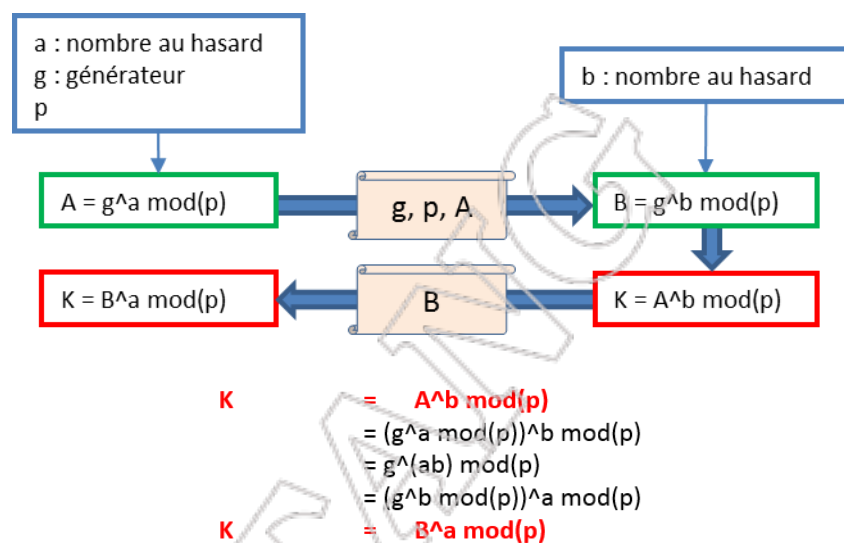 a : nombre au hasard
g : générateur
p
b : nombre au hasard
A = g^a mod(p)
g, p, A
B = g^b mod(p)
K = B^a mod(p)
B
K = A^b mod(p)
K = A^b mod(p)
= (g^a mod(p))^b mod(p)
= g^(ab) mod(p)
= (g^b mod(p))^a mod(p)
K = B^a mod(p)